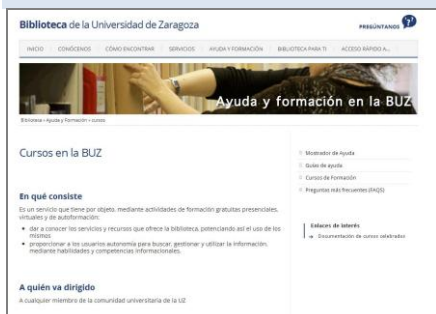 Biblioteca de la Universidad de Zaragoza
PREGÚNTANOS
INICIO CONÓCENOS CÓMO ENCONTRAR SERVICIOS AYUDA Y FORMACIÓN BIBLIOTECA PARA TI ACCESO RÁPIDO A...
Ayuda y formación en la BUZ
Biblioteca » Ayuda y Formación » cursos
Cursos en la BUZ
En qué consiste
Es un servicio que tiene por objeto, mediante actividades de formación gratuitas presenciales,
virtuales y de autoformación:
dar a conocer los servicios y recursos que ofrece la biblioteca, potenciando así el uso de los
mismos
proporcionar a los usuarios autonomía para buscar, gestionar y utilizar la información,
mediante habilidades y competencias informacionales.
A quién va dirigido
A cualquier miembro de la comunidad universitaria de la UZ
Mostrador de Ayuda
Guías de ayuda
Cursos de Formación
Preguntas más frecuentes (FAQS)
Enlaces de interés
Documentación de cursos celebrados